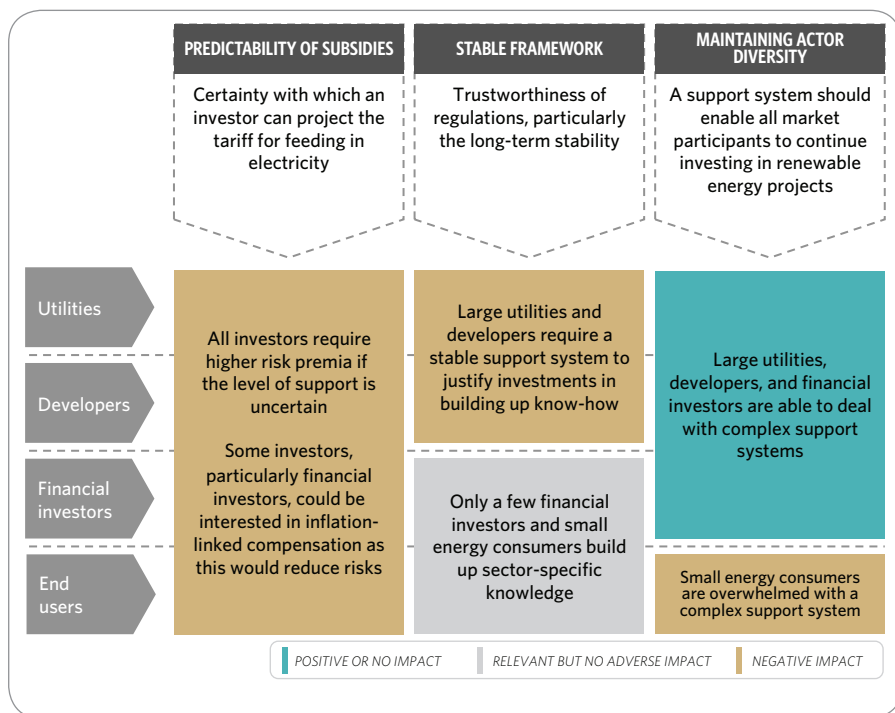 PREDICTABILITY OF SUBSIDIES
Certainty with which an
investor can project the
tariff for feeding in
electricity
STABLE FRAMEWORK
Trustworthiness of
regulations, particularly
the long-term stability
MAINTAINING ACTOR
DIVERSITY
A support system should
enable all market
participants to continue
investing in renewable
energy projects
Utilities
Developers
Financial
investors
End
users
All investors require
higher risk premia if
the level of support is
uncertain
Some investors,
particularly financial
investors, could be
interested in inflation-
linked compensation as
this would reduce risks
Large utilities and
developers require a
stable support system to
justify investments in
building up know-how
Only a few financial
investors and small
energy consumers build
up sector-specific
knowledge
Large utilities,
developers, and financial
investors are able to deal
with complex support
systems
Small energy consumers
are overwhelmed with a
complex support system
POSITIVE OR NO IMPACT
RELEVANT BUT NO ADVERSE IMPACT
NEGATIVE IMPACT